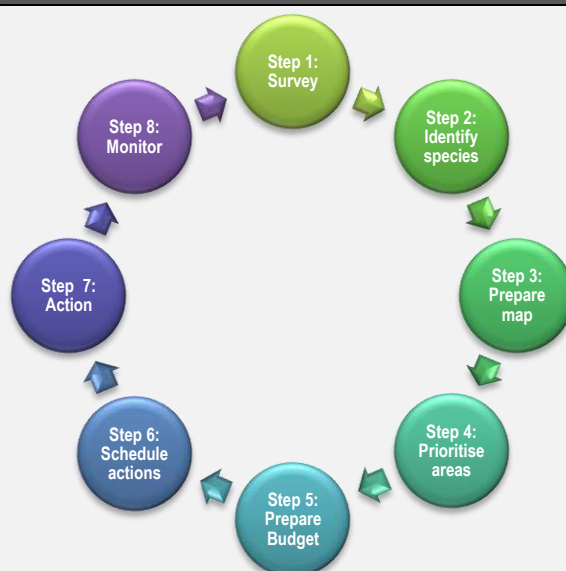 Step 1:
Survey
Step 2:
Identify
species
Step 3:
Prepare
map
Step 4:
Prioritise
areas
Step 5:
Prepare
Budget
Step 6:
Schedule
actions
Step 7:
Action
Step 8:
Monitor